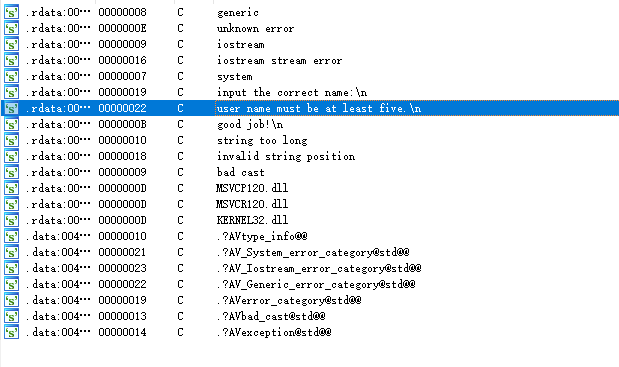 's' .rdata:00… 00000008 C generic
's' .rdata:00… 0000000E C unknown error
's' .rdata:00… 00000009 C iostream
's' .rdata:00… 00000016 C iostream stream error
's' .rdata:00… 00000007 C system
's' .rdata:00… 00000019 C input the correct name:\n
's' .rdata:00… 00000022 C user name must be at least five.\n
's' .rdata:00… 0000000B C good job!\n
's' .rdata:00… 00000010 C string too long
's' .rdata:00… 00000018 C invalid string position
's' .rdata:00… 00000009 C bad cast
's' .rdata:00… 0000000D C MSVCP120.dll
's' .rdata:00… 0000000D C MSVCR120.dll
's' .rdata:00… 0000000D C KERNEL32.dll
's' .data:004… 00000010 C .?AVtype_info@@
's' .data:004… 00000021 C .?AV_System_error_category@std@@
's' .data:004… 00000023 C .?AV_Iostream_error_category@std@@
's' .data:004… 00000022 C .?AV_Generic_error_category@std@@
's' .data:004… 00000019 C .?AVerror_category@std@@
's' .data:004… 00000013 C .?AVbad_cast@std@@
's' .data:004… 00000014 C .?AVexception@std@@